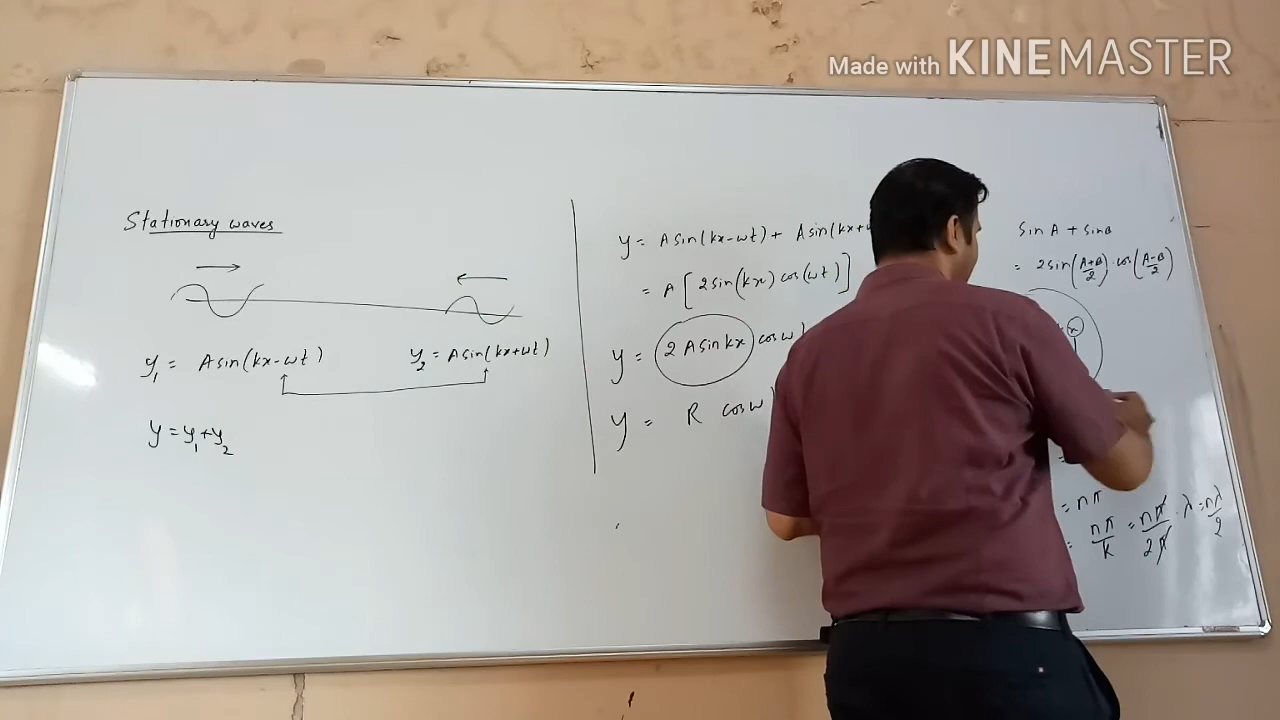 Made with KINEMASTER
Stationary waves
y₁ = A sin(kx-ωt)
y₂ = A sin(kx+ωt)
y = y₁+y₂
y = A sin(kx-ωt) + A sin(kx+
= A [2 sin(kx) cos(ωt)]
y = (2 A sin kx) cos ω
y = R cos ω
sin A + sin B
= 2 sin(A+B/2) · cos(A-B/2)
x
= nπ
= nπ/k = nπ/2π · λ = nλ/2